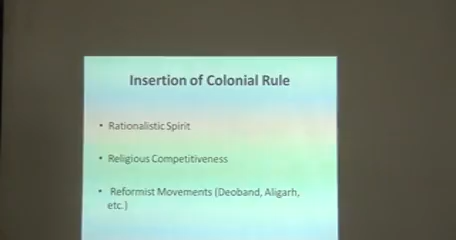 Insertion of Colonial Rule
• Rationalistic Spirit
• Religious Competitiveness
• Reformist Movements (Deoband, Aligarh,
etc.)